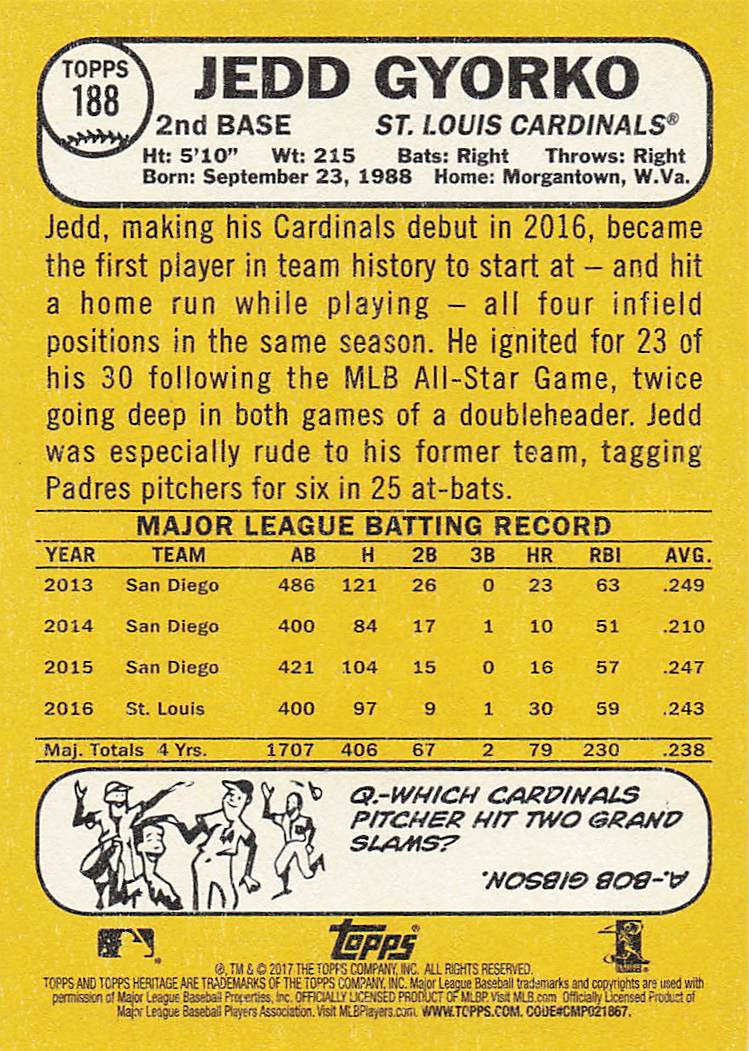 TOPPS
188
JEDD GYORKO
2nd BASE ST. LOUIS CARDINALS®
Ht: 5'10" Wt: 215 Bats: Right Throws: Right
Born: September 23, 1988 Home: Morgantown, W.Va.
Jedd, making his Cardinals debut in 2016, became
the first player in team history to start at – and hit
a home run while playing – all four infield
positions in the same season. He ignited for 23 of
his 30 following the MLB All-Star Game, twice
going deep in both games of a doubleheader. Jedd
was especially rude to his former team, tagging
Padres pitchers for six in 25 at-bats.
MAJOR LEAGUE BATTING RECORD
YEAR TEAM AB H 2B 3B HR RBI AVG.
2013 San Diego 486 121 26 0 23 63 .249
2014 San Diego 400 84 17 1 10 51 .210
2015 San Diego 421 104 15 0 16 57 .247
2016 St. Louis 400 97 9 1 30 59 .243
Maj. Totals 4 Yrs. 1707 406 67 2 79 230 .238
Q.-WHICH CARDINALS
PITCHER HIT TWO GRAND
SLAMS?
A.-BOB GIBSON.
Topps®
®, TM & © 2017 THE TOPPS COMPANY, INC. ALL RIGHTS RESERVED.
TOPPS AND TOPPS HERITAGE ARE TRADEMARKS OF THE TOPPS COMPANY, INC. Major League Baseball trademarks and copyrights are used with
permission of Major League Baseball Properties, Inc. OFFICIALLY LICENSED PRODUCT OF MLBP. Visit MLB.com Officially Licensed Product of
Major League Baseball Players Association. Visit MLBPlayers.com. WWW.TOPPS.COM. CODE#CMP021867.